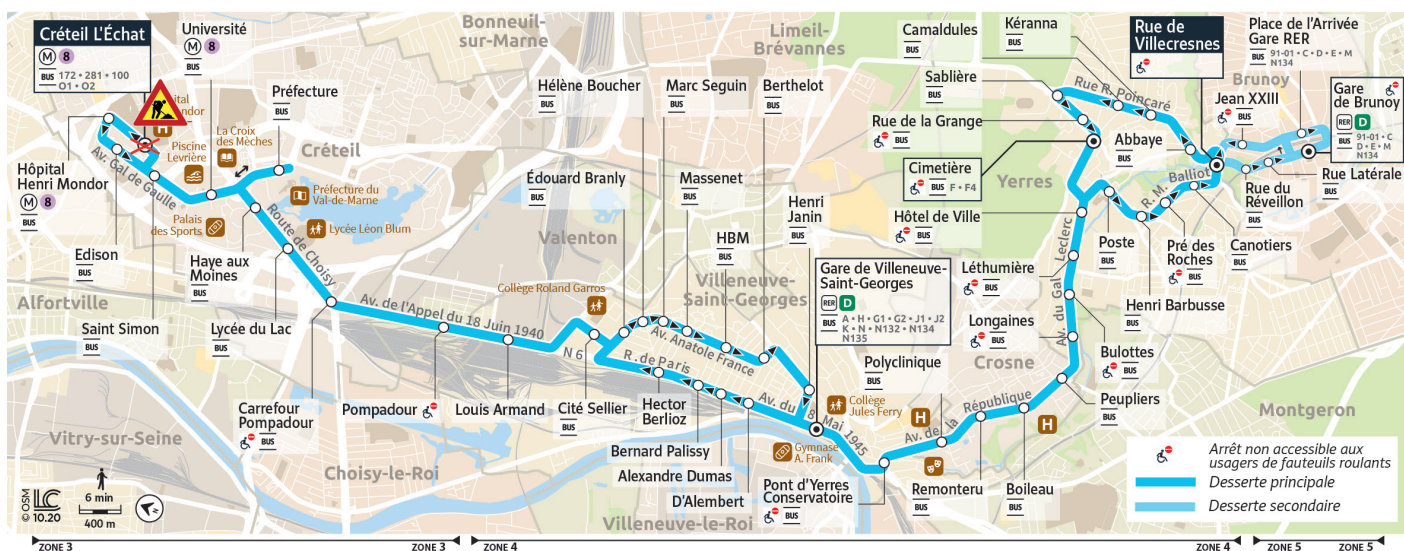 Créteil L'Échat
M 8
BUS 172 • 281 • 100
O1 • O2
Université
M 8
BUS
Préfecture
BUS
Hôpital
Henri Mondor
M 8
BUS
H
Av. Gal de Gaulle
Piscine
Levrière
La Croix
des Mèches
Créteil
Préfecture du
Val-de-Marne
Lycée Léon Blum
Palais
des Sports
Route de Choisy
Edison
BUS
Haye aux
Moines
BUS
Alfortville
Saint Simon
BUS
Lycée du Lac
BUS
Carrefour
Pompadour
BUS
Pompadour
BUS
Louis Armand
BUS
Cité Sellier
BUS
Av. de l'Appel du 18 Juin 1940
N 6
Vitry-sur-Seine
Choisy-le-Roi
Bonneuil-
sur-Marne
Limeil-
Brévannes
Valenton
Villeneuve-
Saint-Georges
Villeneuve-le-Roi
Hélène Boucher
BUS
Marc Seguin
BUS
Berthelot
BUS
Édouard Branly
BUS
Massenet
BUS
HBM
BUS
Henri
Janin
BUS
Collège Roland Garros
Av. Anatole France
R. de Paris
Hector
Berlioz
BUS
Bernard Palissy
BUS
Alexandre Dumas
BUS
D'Alembert
BUS
Av. du 8 Mai 1945
Gare de Villeneuve-
Saint-Georges
RER D
BUS A • H • G1 • G2 • J1 • J2
K • N • N132 • N134
N135
Collège
Jules Ferry
Gymnase
A. Frank
Pont d'Yerres
Conservatoire
BUS
Polyclinique
BUS
H
Av. de la République
Remonteru
BUS
Boileau
BUS
H
Peupliers
BUS
Bulottes
BUS
Longaines
BUS
Léthumière
BUS
Crosne
Av. du Gal Leclerc
Hôtel de Ville
BUS
Cimetière
BUS F • F4
Rue de la Grange
BUS
Sablière
BUS
Camaldules
BUS
Kéranna
BUS
Rue R. Poincaré
Yerres
Abbaye
BUS
Rue de
Villecresnes
Poste
BUS
Henri Barbusse
BUS
Pré des
Roches
BUS
Canotiers
BUS
R. M. Balliot
Place de l'Arrivée
Gare RER
BUS 91-01 • C • D • E • M
N134
Brunoy
Jean XXIII
BUS
Gare
de Brunoy
RER D
BUS 91-01 • C
D • E • M
N134
Rue Latérale
BUS
Rue du
Réveillon
BUS
Montgeron
Arrêt non accessible aux
usagers de fauteuils roulants
Desserte principale
Desserte secondaire
© OSM
LC
10.20
6 min
400 m
N
ZONE 3
ZONE 3
ZONE 4
ZONE 4
ZONE 5
ZONE 5